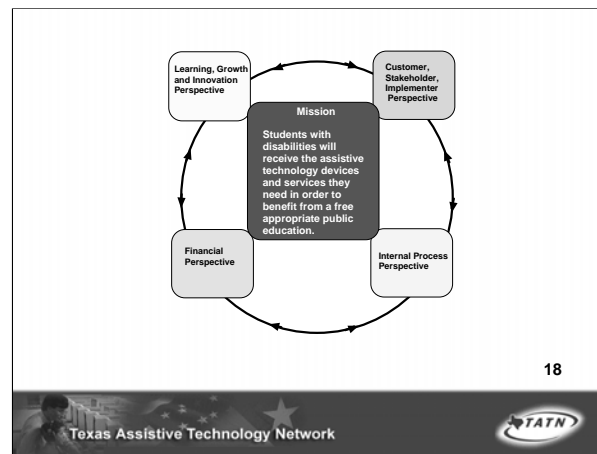 Learning, Growth
and Innovation
Perspective
Customer,
Stakeholder,
Implementer
Perspective
Mission
Students with
disabilities will
receive the assistive
technology devices
and services they
need in order to
benefit from a free
appropriate public
education.
Financial
Perspective
Internal Process
Perspective
18
Texas Assistive Technology Network
TATN